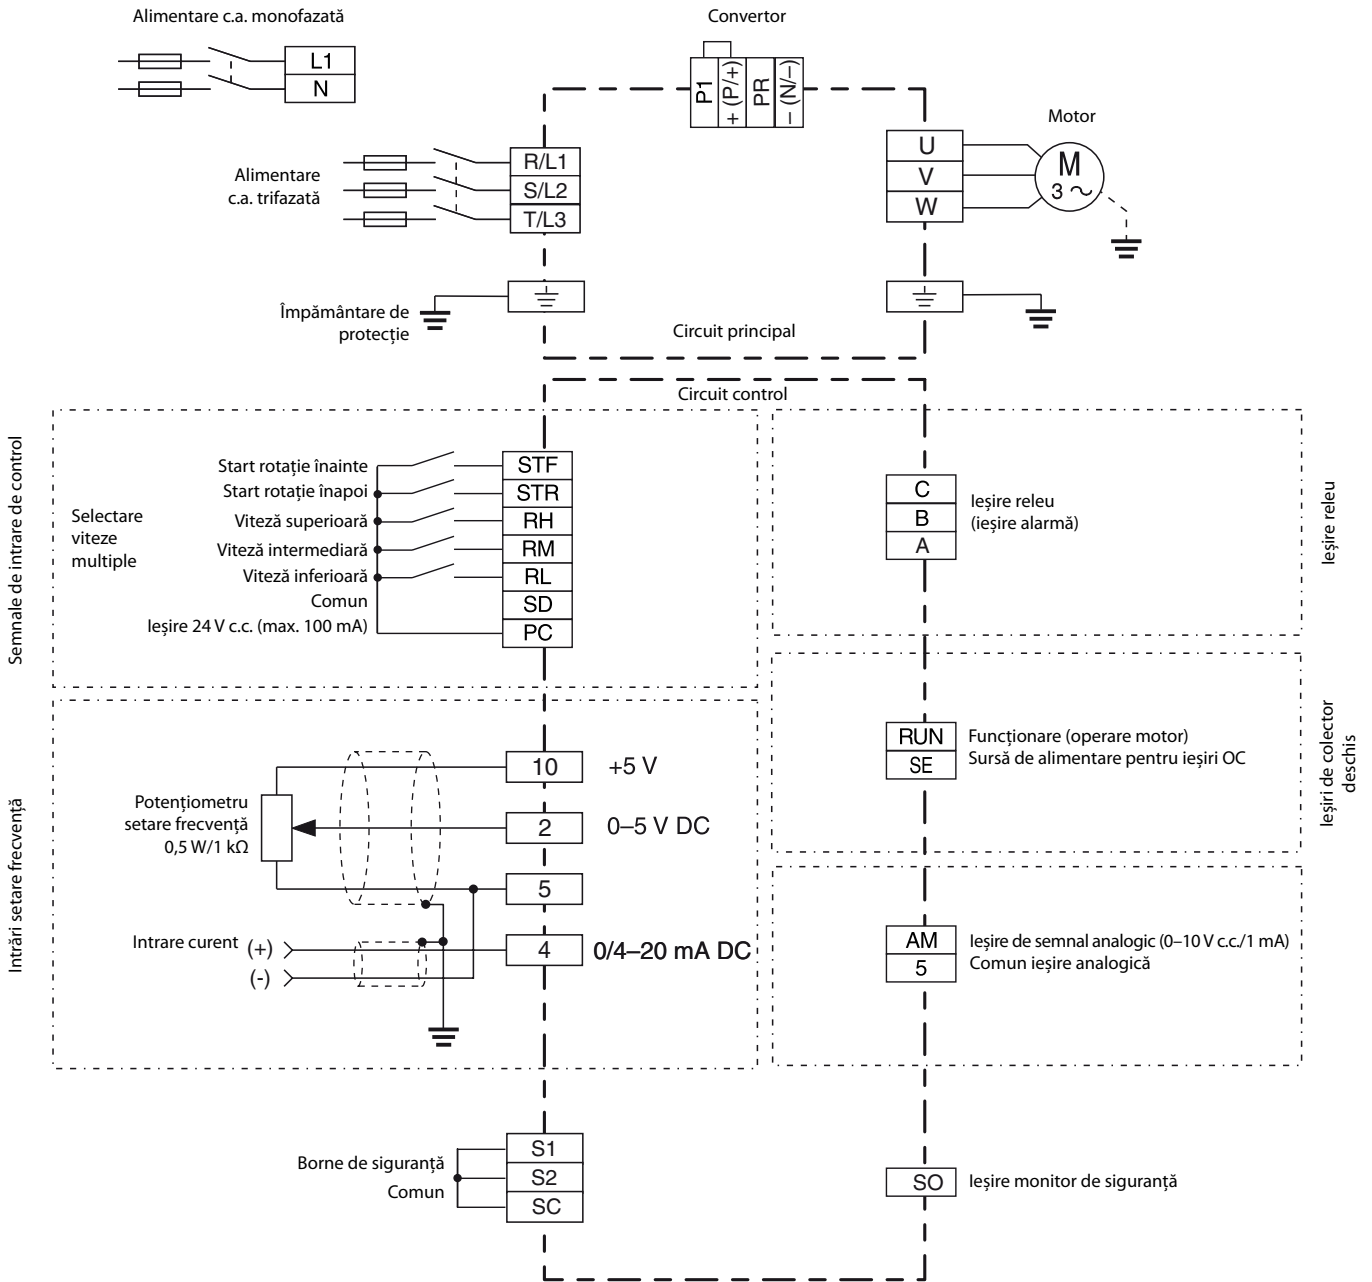 Alimentare c.a. monofazată
L1
N
Convertor
P1
+ (P/+)
PR
− (N/−)
Motor
M
3 ~
U
V
W
Alimentare
c.a. trifazată
R/L1
S/L2
T/L3
Împământare de
protecție
Circuit principal
Circuit control
Semnale de intrare de control
Selectare
viteze
multiple
Start rotație înainte
Start rotație înapoi
Viteză superioară
Viteză intermediară
Viteză inferioară
Comun
Ieșire 24 V c.c. (max. 100 mA)
STF
STR
RH
RM
RL
SD
PC
C
B
A
Ieșire releu
(ieșire alarmă)
Ieșire releu
RUN
SE
Funcționare (operare motor)
Sursă de alimentare pentru ieșiri OC
Ieșiri de colector
deschis
Intrări setare frecvență
Potențiometru
setare frecvență
0,5 W/1 kΩ
10
+5 V
2
0–5 V DC
5
Intrare curent
(+)
(-)
4
0/4–20 mA DC
AM
5
Ieșire de semnal analogic (0–10 V c.c./1 mA)
Comun ieșire analogică
Borne de siguranță
Comun
S1
S2
SC
SO
Ieșire monitor de siguranță